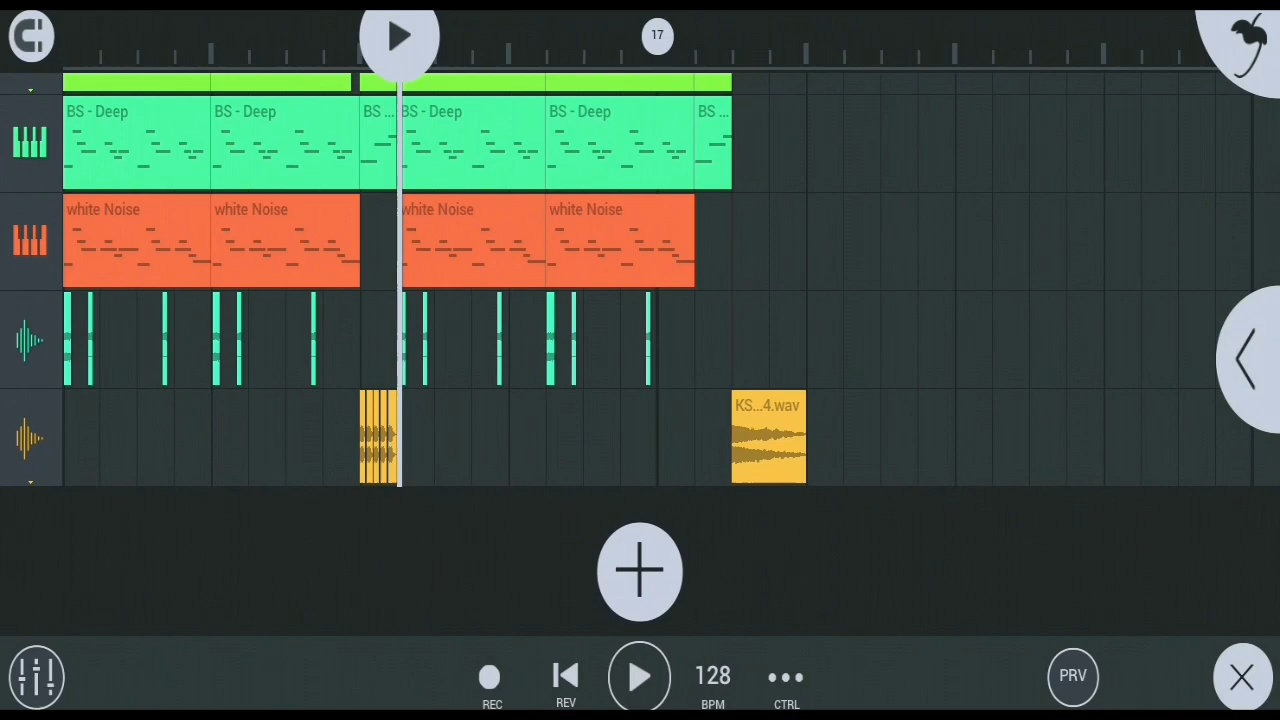 17
BS - Deep BS - Deep BS ... BS - Deep BS - Deep BS ...
white Noise white Noise white Noise white Noise
KS...4.wav
128
PRV
REC REV BPM CTRL